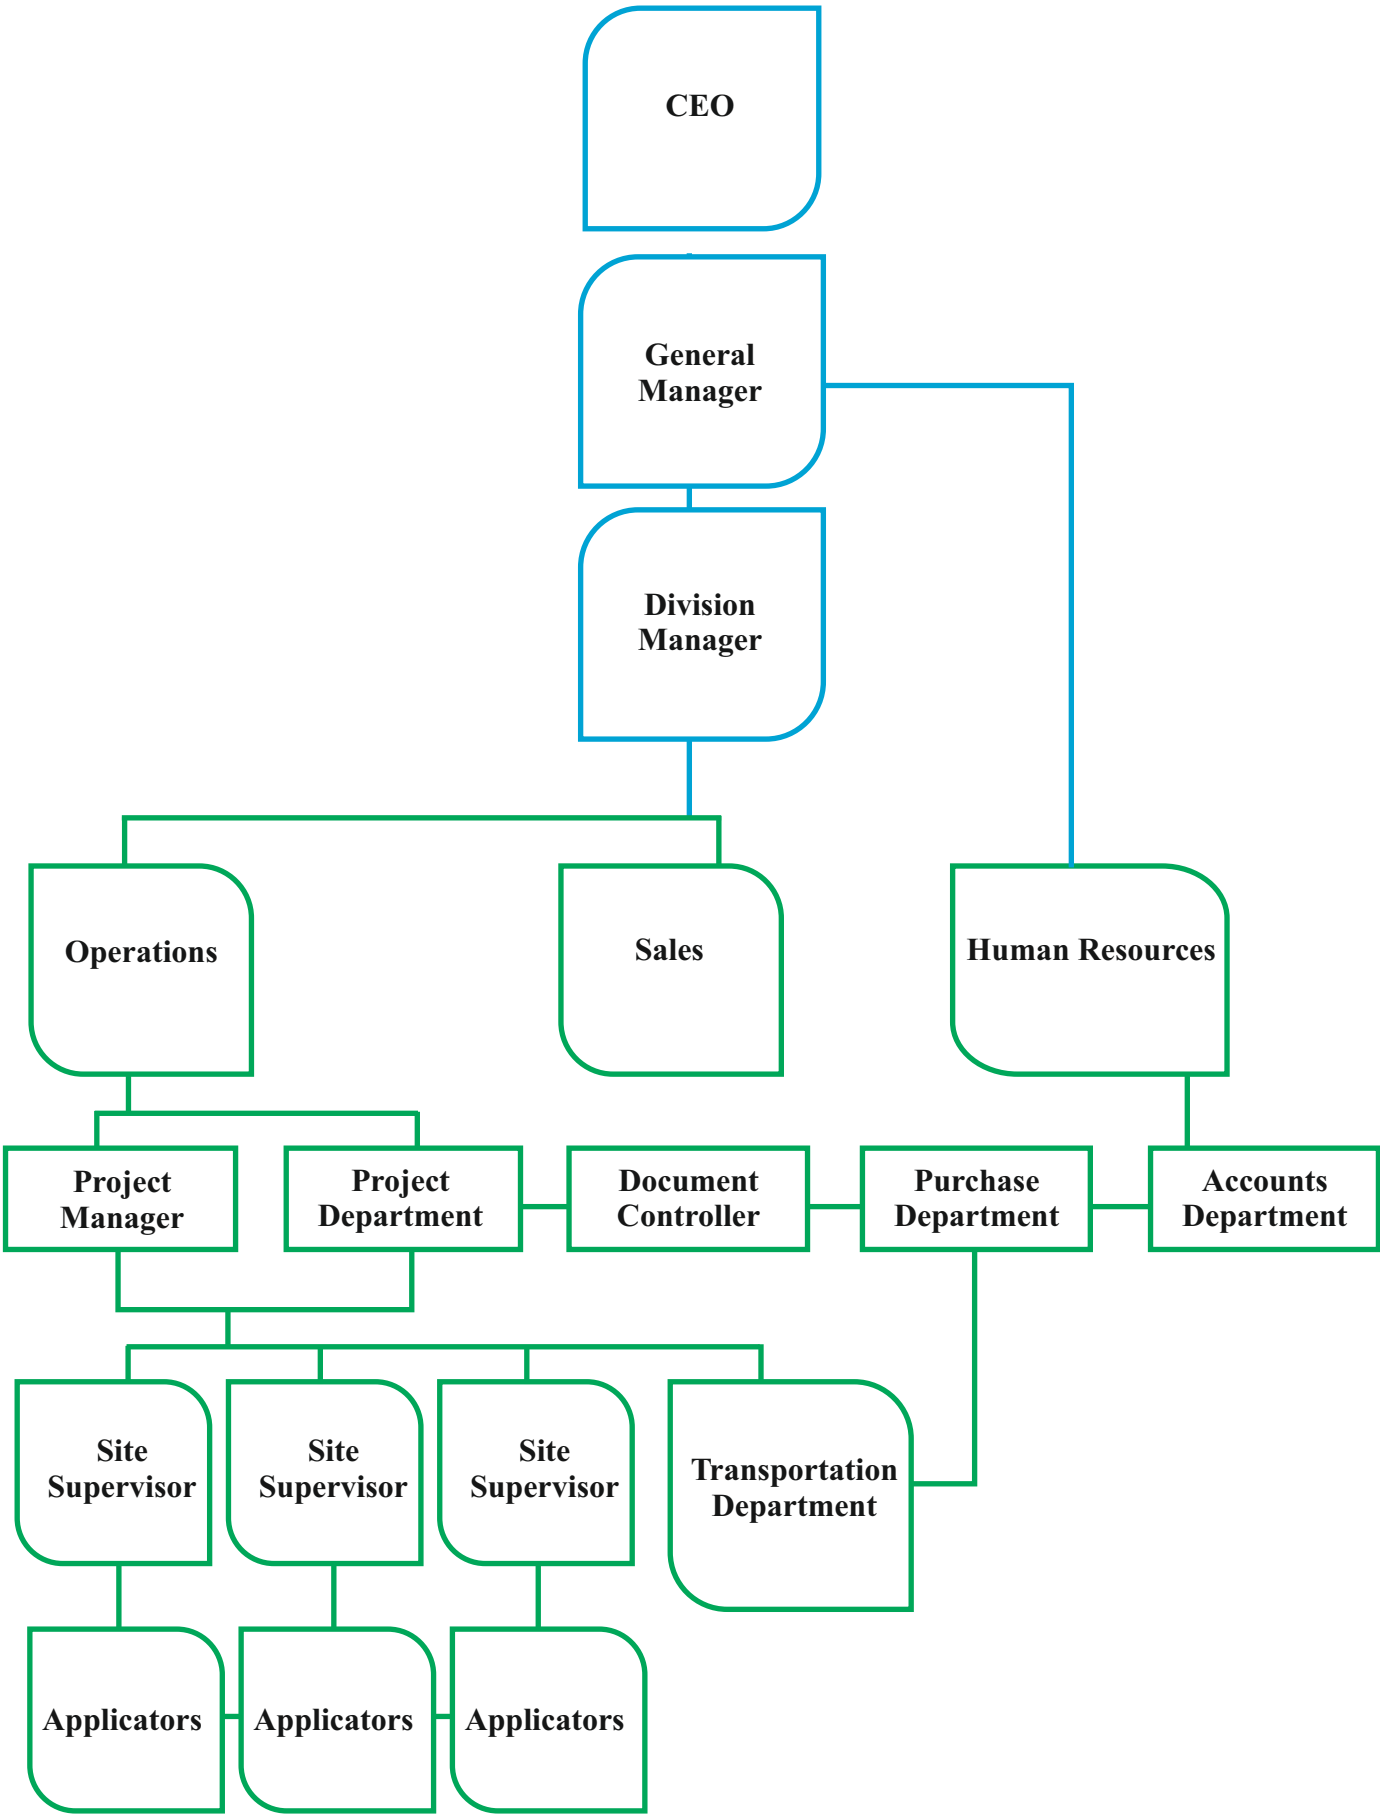 CEO
General
Manager
Division
Manager
Operations
Sales
Human Resources
Project
Manager
Project
Department
Document
Controller
Purchase
Department
Accounts
Department
Site
Supervisor
Site
Supervisor
Site
Supervisor
Transportation
Department
Applicators
Applicators
Applicators